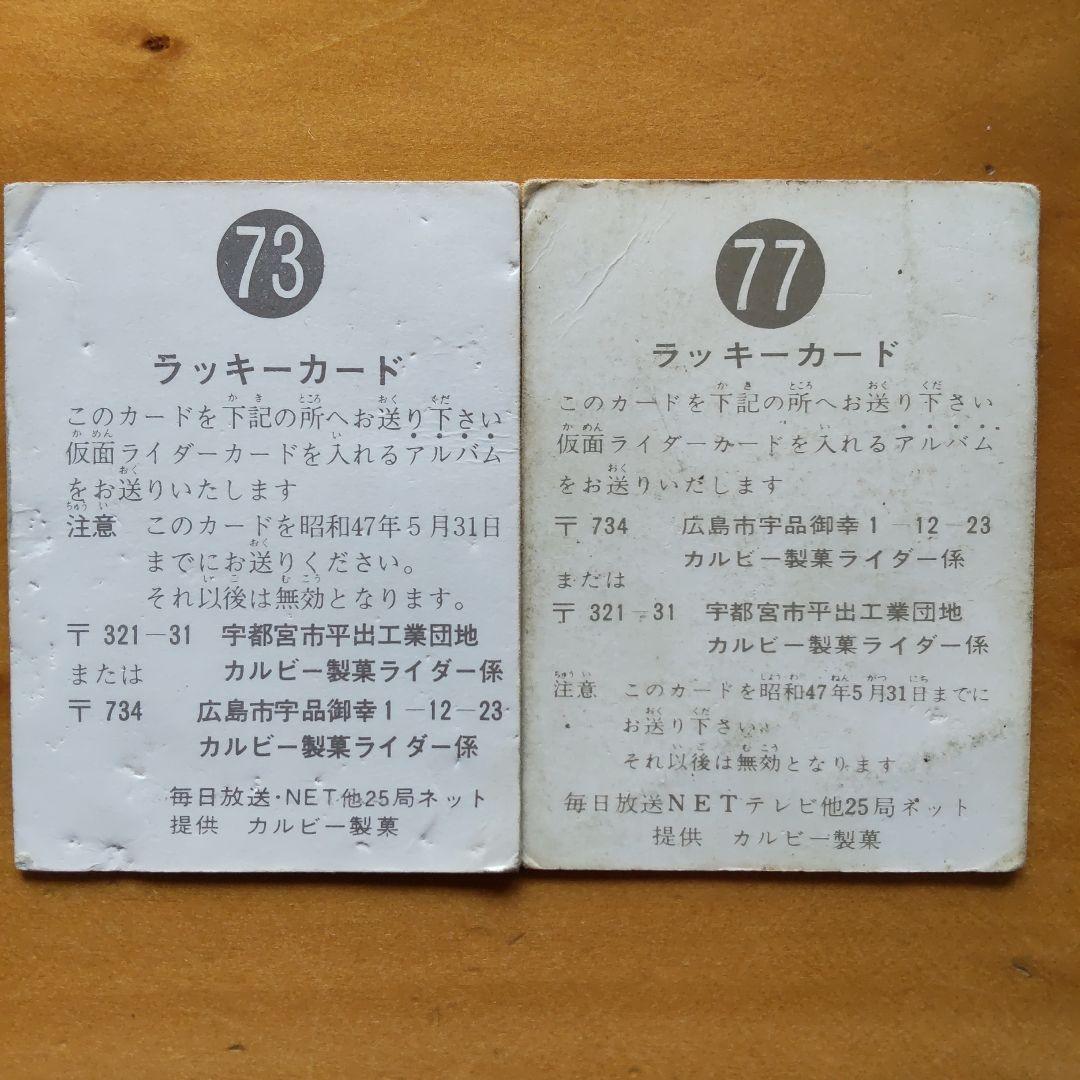 73
ラッキーカード
このカードを下記の所へお送り下さい
仮面ライダーカードを入れるアルバム
をお送りいたします
注意 このカードを昭和47年5月31日
までにお送りください。
それ以後は無効となります。
〒321-31 宇都宮市平出工業団地
または カルビー製菓ライダー係
〒734 広島市宇品御幸1-12-23
カルビー製菓ライダー係
毎日放送・NET他25局ネット
提供 カルビー製菓
77
ラッキーカード
このカードを下記の所へお送り下さい
仮面ライダーカードを入れるアルバム
をお送りいたします
〒734 広島市宇品御幸1-12-23
カルビー製菓ライダー係
または
〒321-31 宇都宮市平出工業団地
カルビー製菓ライダー係
注意 このカードを昭和47年5月31日までに
お送り下さい。
それ以後は無効となります
毎日放送NETテレビ他25局ネット
提供 カルビー製菓